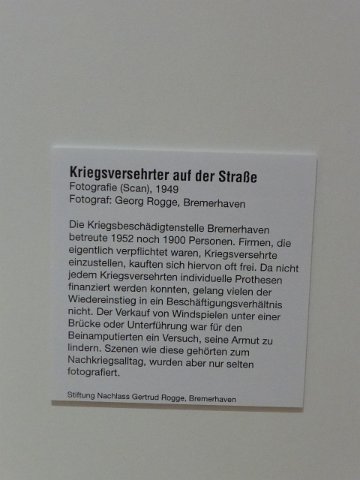 Kriegsversehrter auf der Straße
Fotografie (Scan), 1949
Fotograf: Georg Rogge, Bremerhaven
Die Kriegsbeschädigtenstelle Bremerhaven
betreute 1952 noch 1900 Personen. Firmen, die
eigentlich verpflichtet waren, Kriegsversehrte
einzustellen, kauften sich hiervon oft frei. Da nicht
jedem Kriegsversehrten individuelle Prothesen
finanziert werden konnten, gelang vielen der
Wiedereinstieg in ein Beschäftigungsverhältnis
nicht. Der Verkauf von Windspielen unter einer
Brücke oder Unterführung war für den
Beinamputierten ein Versuch, seine Armut zu
lindern. Szenen wie diese gehörten zum
Nachkriegsalltag, wurden aber nur selten
fotografiert.
Stiftung Nachlass Gertrud Rogge, Bremerhaven